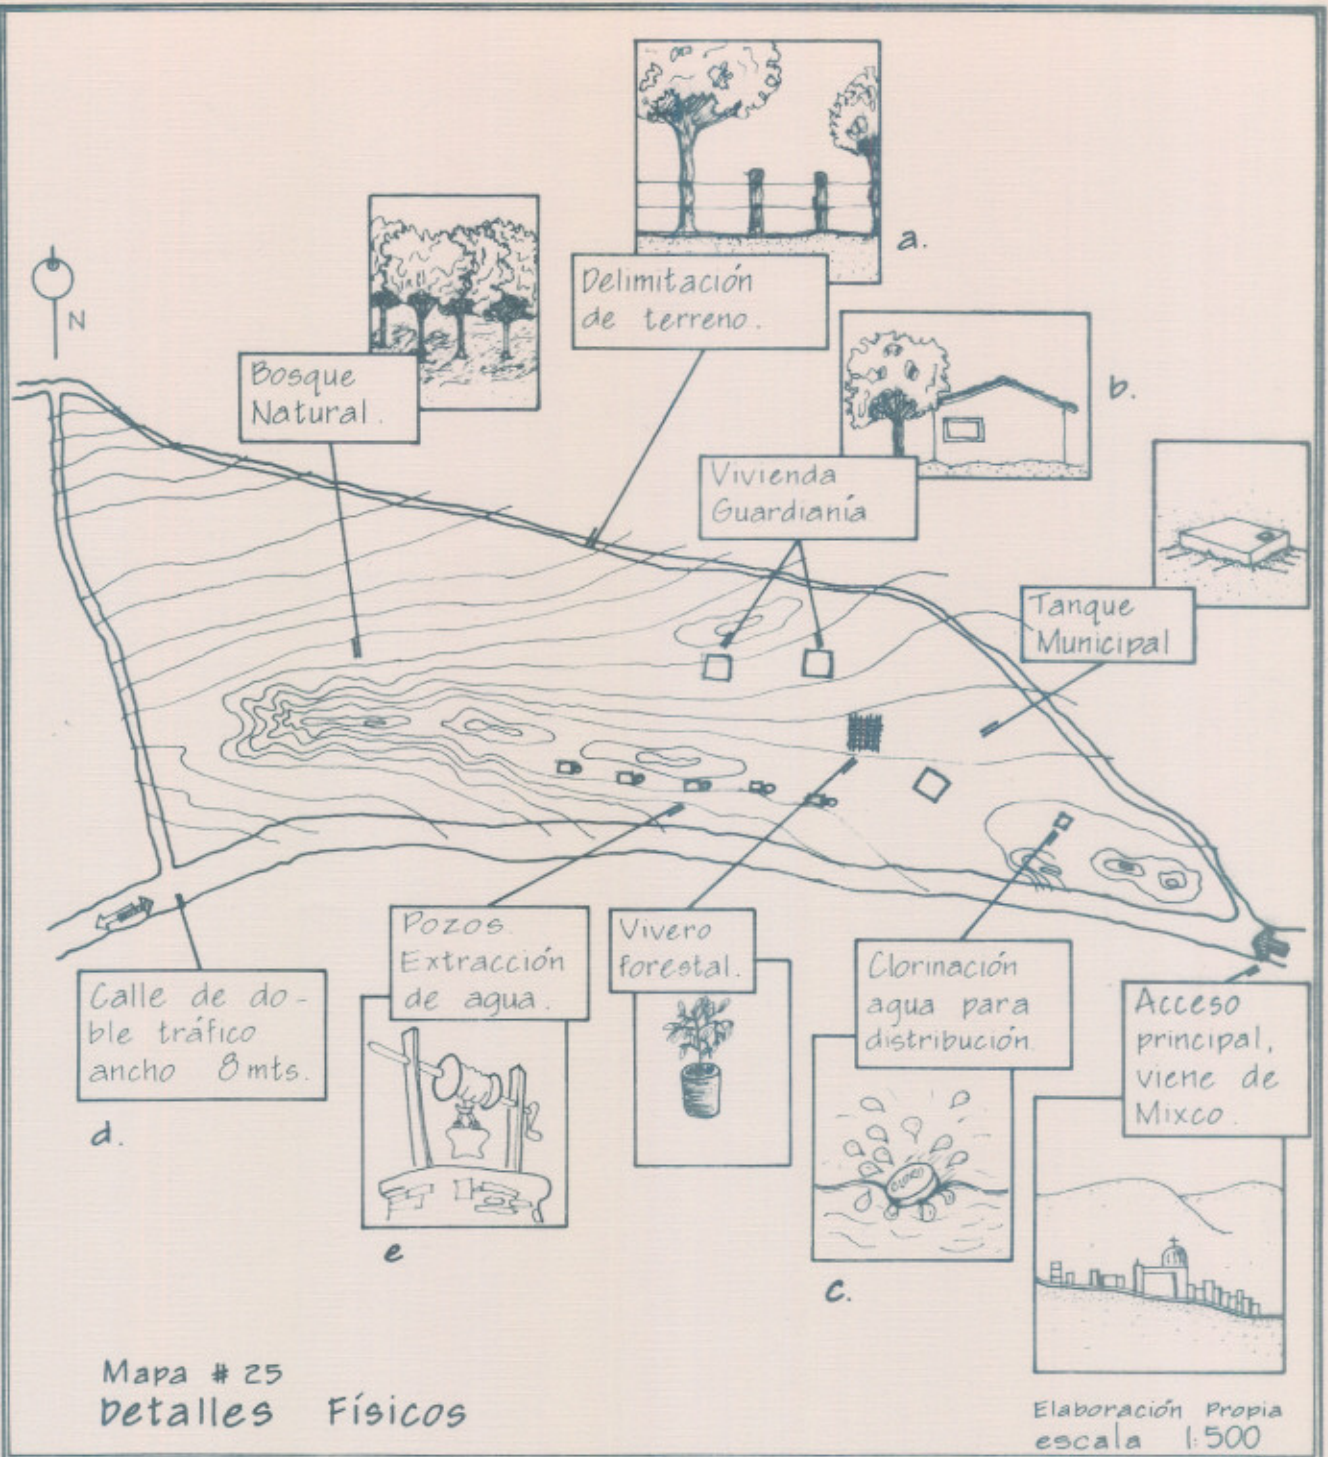 a.
Delimitación
de terreno.
N
Bosque
Natural.
b.
Vivienda
Guardianía
Tanque
Municipal
Pozos
Extracción
de agua.
Vivero
forestal.
Clorinación
agua para
distribución.
Calle de do-
ble tráfico
ancho 8 mts.
Acceso
principal,
viene de
Mixco.
d.
e
c.
CLORO
Mapa # 25
Detalles Físicos
Elaboración Propia
escala 1:500